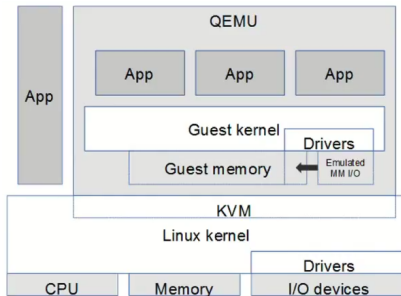 QEMU
App
App
App
App
Guest kernel
Drivers
Guest memory
Emulated
MM I/O
KVM
Linux kernel
Drivers
CPU
Memory
I/O devices